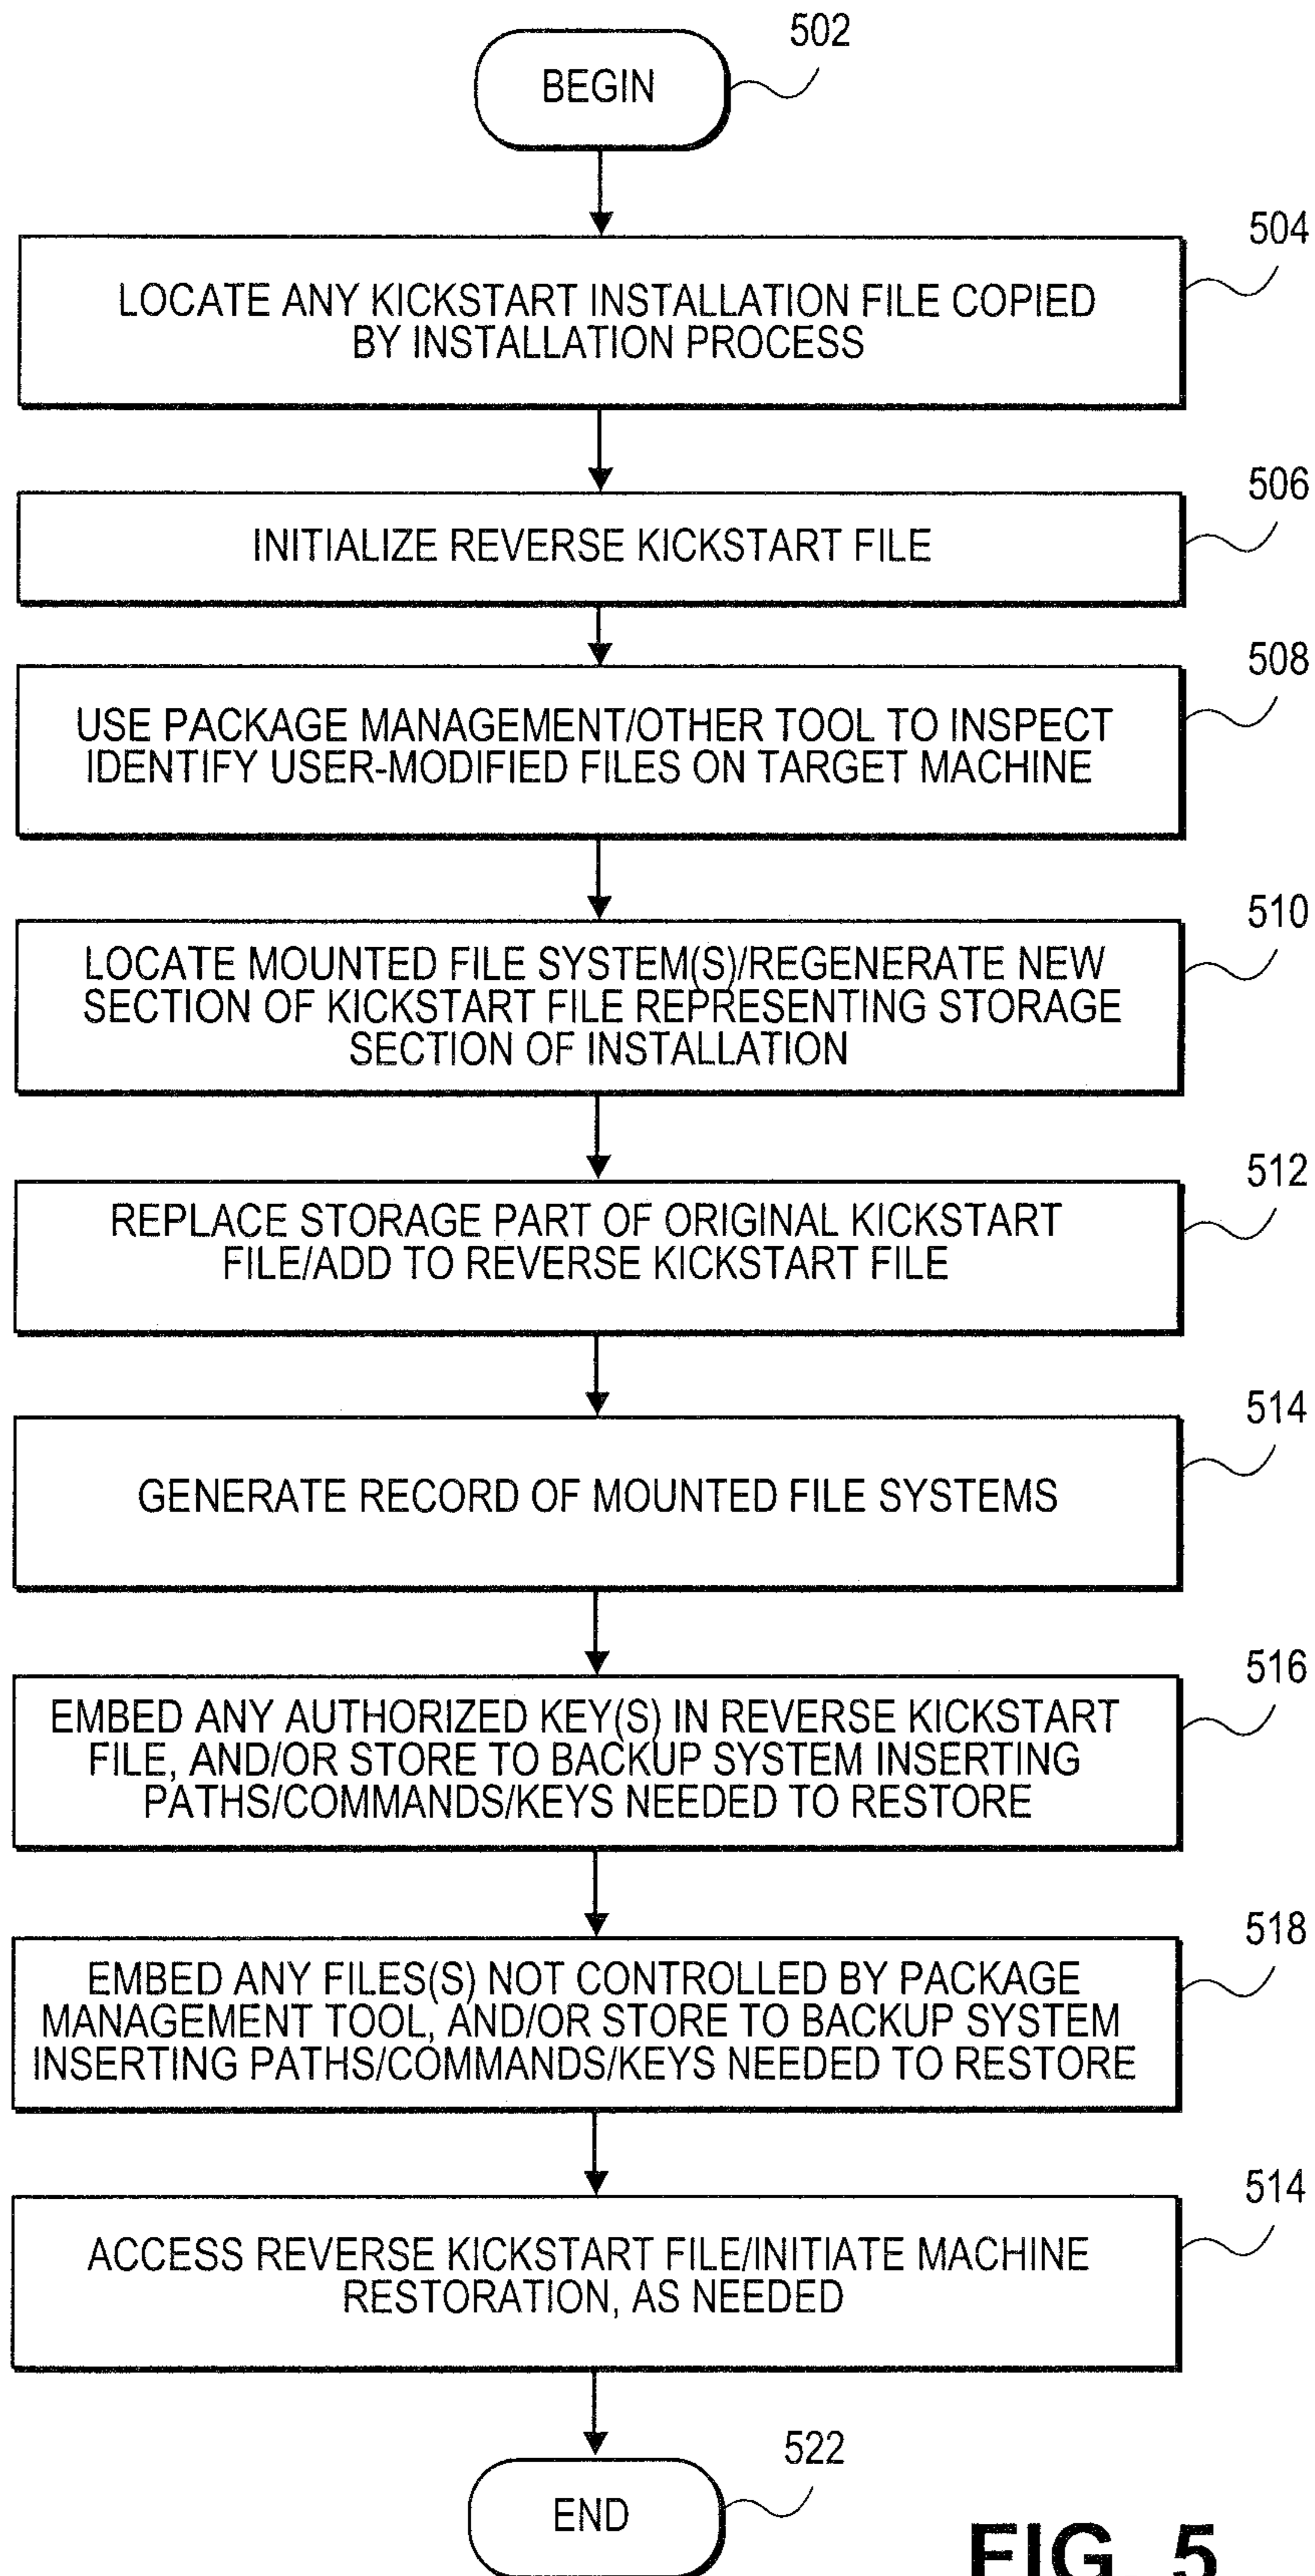 502
BEGIN
504
LOCATE ANY KICKSTART INSTALLATION FILE COPIED
BY INSTALLATION PROCESS
506
INITIALIZE REVERSE KICKSTART FILE
508
USE PACKAGE MANAGEMENT/OTHER TOOL TO INSPECT
IDENTIFY USER-MODIFIED FILES ON TARGET MACHINE
510
LOCATE MOUNTED FILE SYSTEM(S)/REGENERATE NEW
SECTION OF KICKSTART FILE REPRESENTING STORAGE
SECTION OF INSTALLATION
512
REPLACE STORAGE PART OF ORIGINAL KICKSTART
FILE/ADD TO REVERSE KICKSTART FILE
514
GENERATE RECORD OF MOUNTED FILE SYSTEMS
516
EMBED ANY AUTHORIZED KEY(S) IN REVERSE KICKSTART
FILE, AND/OR STORE TO BACKUP SYSTEM INSERTING
PATHS/COMMANDS/KEYS NEEDED TO RESTORE
518
EMBED ANY FILES(S) NOT CONTROLLED BY PACKAGE
MANAGEMENT TOOL, AND/OR STORE TO BACKUP SYSTEM
INSERTING PATHS/COMMANDS/KEYS NEEDED TO RESTORE
514
ACCESS REVERSE KICKSTART FILE/INITIATE MACHINE
RESTORATION, AS NEEDED
522
END
FIG. 5